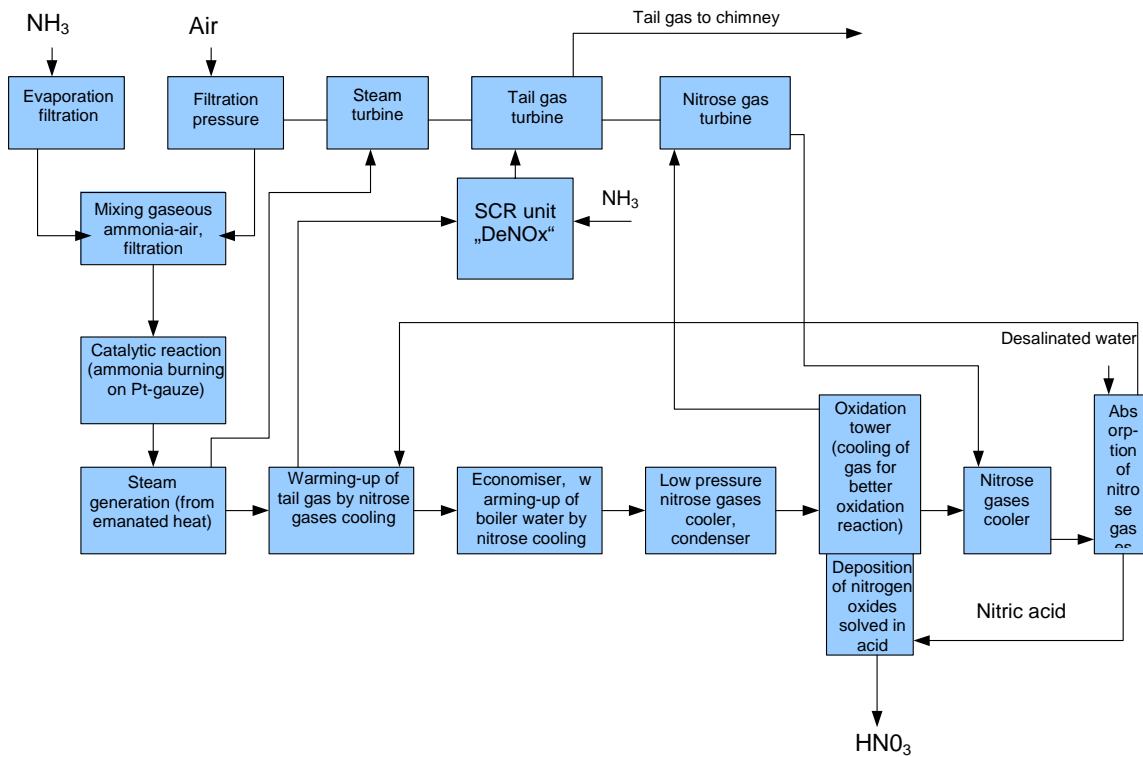 Tail gas to chimney
NH3
Air
Evaporation
filtration
Filtration
pressure
Steam
turbine
Tail gas
turbine
Nitrose gas
turbine
Mixing gaseous
ammonia-air,
filtration
SCR unit
„DeNOx“
NH3
Desalinated water
Catalytic reaction
(ammonia burning
on Pt-gauze)
Steam
generation (from
emanated heat)
Warming-up of
tail gas by nitrose
gases cooling
Economiser, w
arming-up of
boiler water by
nitrose cooling
Low pressure
nitrose gases
cooler,
condenser
Oxidation
tower
(cooling of
gas for
better
oxidation
reaction)
Nitrose
gases
cooler
Abs
orp-
tion of
nitro
se
gas
es
Deposition
of nitrogen
oxides
solved in
acid
Nitric acid
HN03